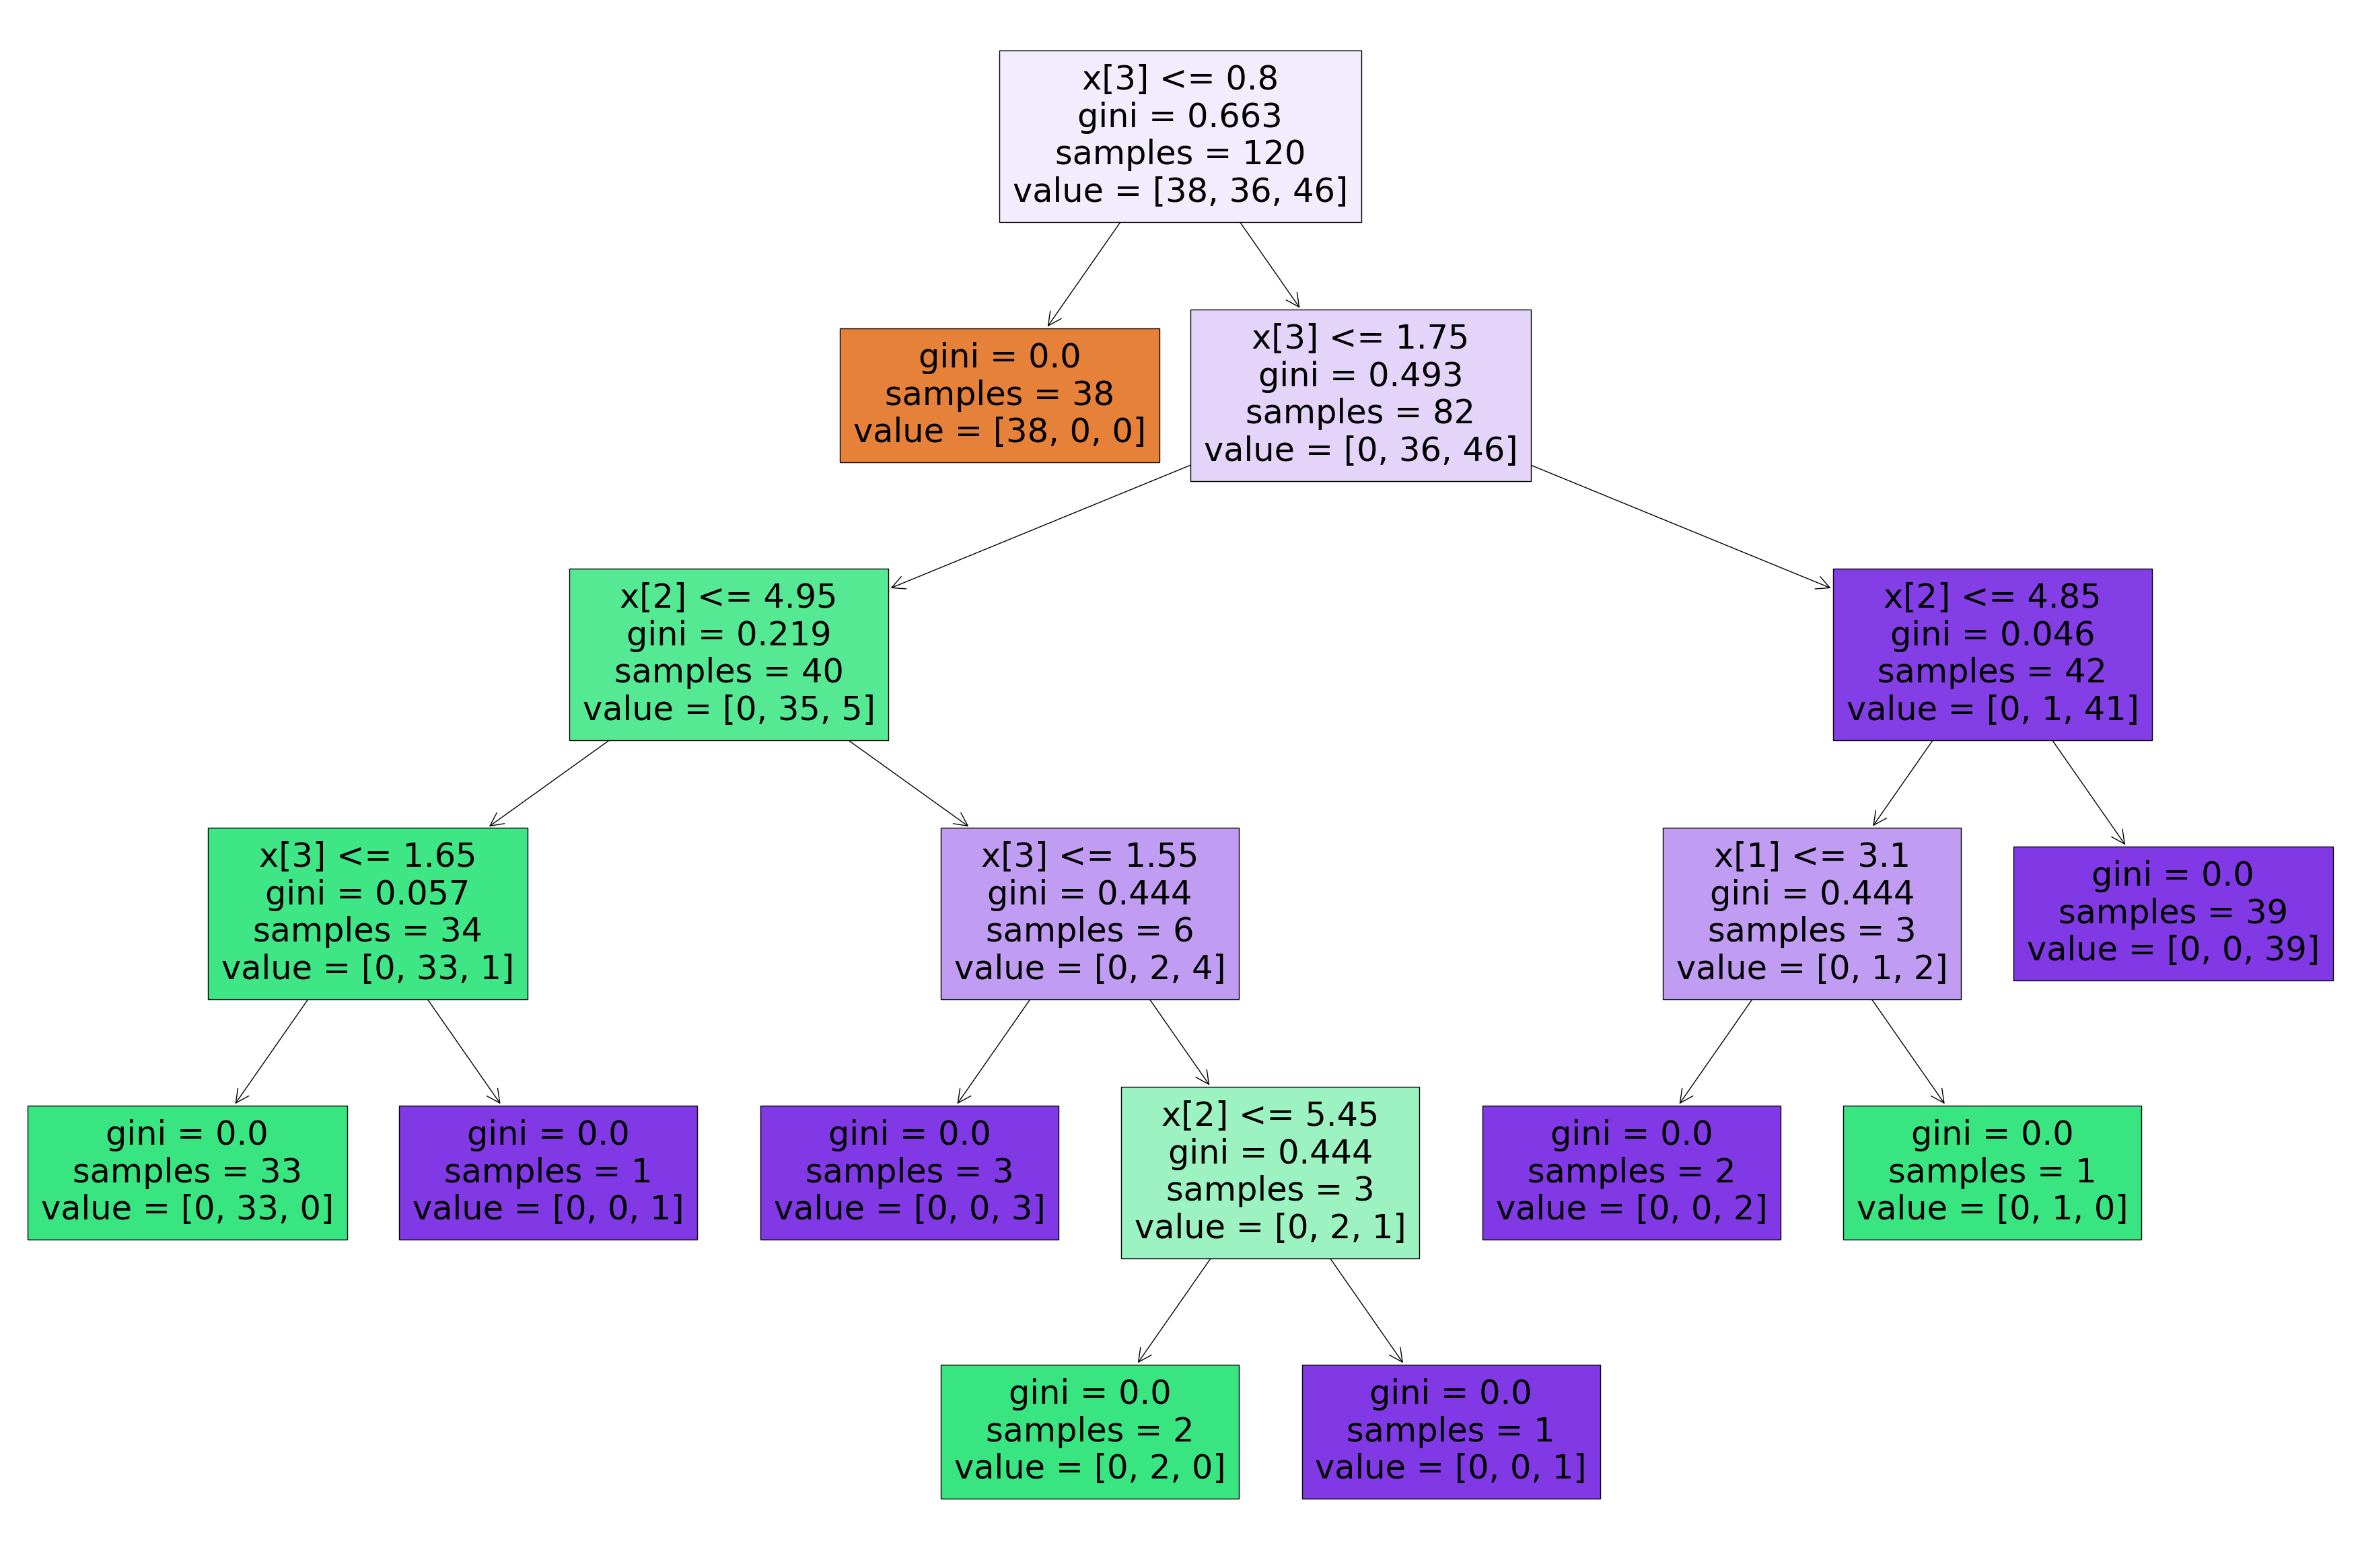 x[3] <= 0.8
gini = 0.663
samples = 120
value = [38, 36, 46]
gini = 0.0
samples = 38
value = [38, 0, 0]
x[3] <= 1.75
gini = 0.493
samples = 82
value = [0, 36, 46]
x[2] <= 4.95
gini = 0.219
samples = 40
value = [0, 35, 5]
x[2] <= 4.85
gini = 0.046
samples = 42
value = [0, 1, 41]
x[3] <= 1.65
gini = 0.057
samples = 34
value = [0, 33, 1]
x[3] <= 1.55
gini = 0.444
samples = 6
value = [0, 2, 4]
x[1] <= 3.1
gini = 0.444
samples = 3
value = [0, 1, 2]
gini = 0.0
samples = 39
value = [0, 0, 39]
gini = 0.0
samples = 33
value = [0, 33, 0]
gini = 0.0
samples = 1
value = [0, 0, 1]
gini = 0.0
samples = 3
value = [0, 0, 3]
x[2] <= 5.45
gini = 0.444
samples = 3
value = [0, 2, 1]
gini = 0.0
samples = 2
value = [0, 0, 2]
gini = 0.0
samples = 1
value = [0, 1, 0]
gini = 0.0
samples = 2
value = [0, 2, 0]
gini = 0.0
samples = 1
value = [0, 0, 1]